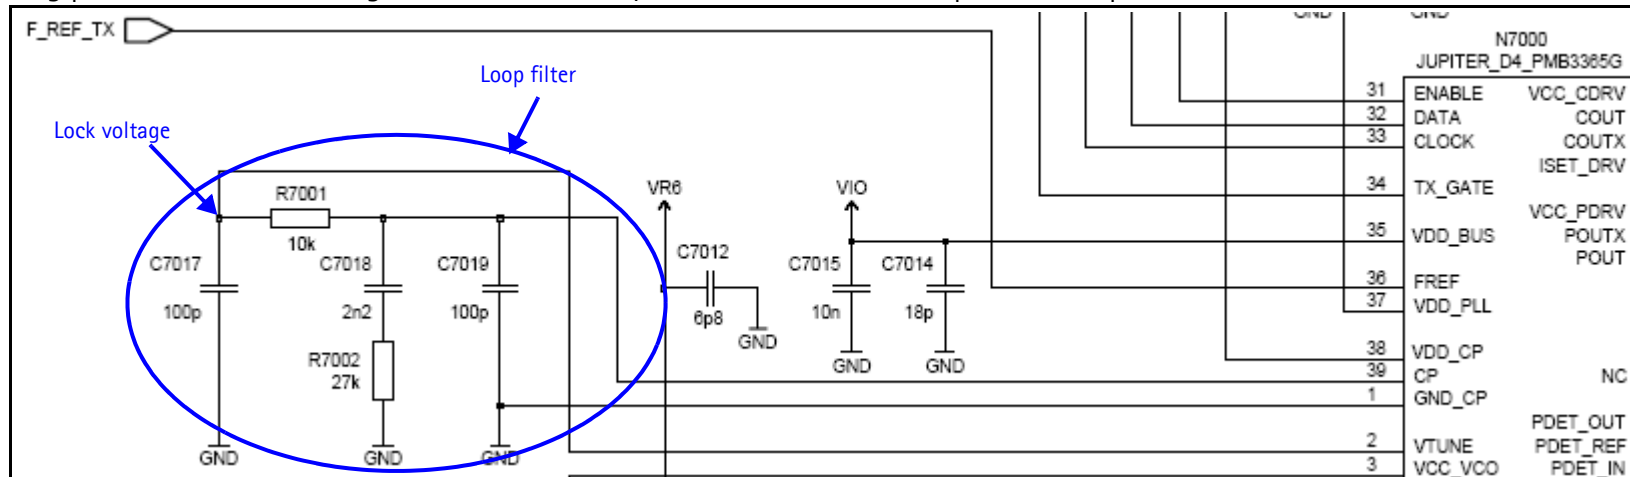 F_REF_TX
N7000
JUPITER_D4_PMB3365G
Loop filter
Lock voltage
31 ENABLE VCC_CDRV
32 DATA COUT
33 CLOCK COUTX
ISET_DRV
34 TX_GATE
VCC_PDRV
35 VDD_BUS POUTX
POUT
36 FREF
37 VDD_PLL
38 VDD_CP
39 CP NC
1 GND_CP
PDET_OUT
2 VTUNE PDET_REF
3 VCC_VCO PDET_IN
R7001
10k
VR6
VIO
C7017
100p
C7018
2n2
C7019
100p
C7012
6p8
GND
C7015
10n
C7014
18p
GND
GND
R7002
27k
GND
GND
GND